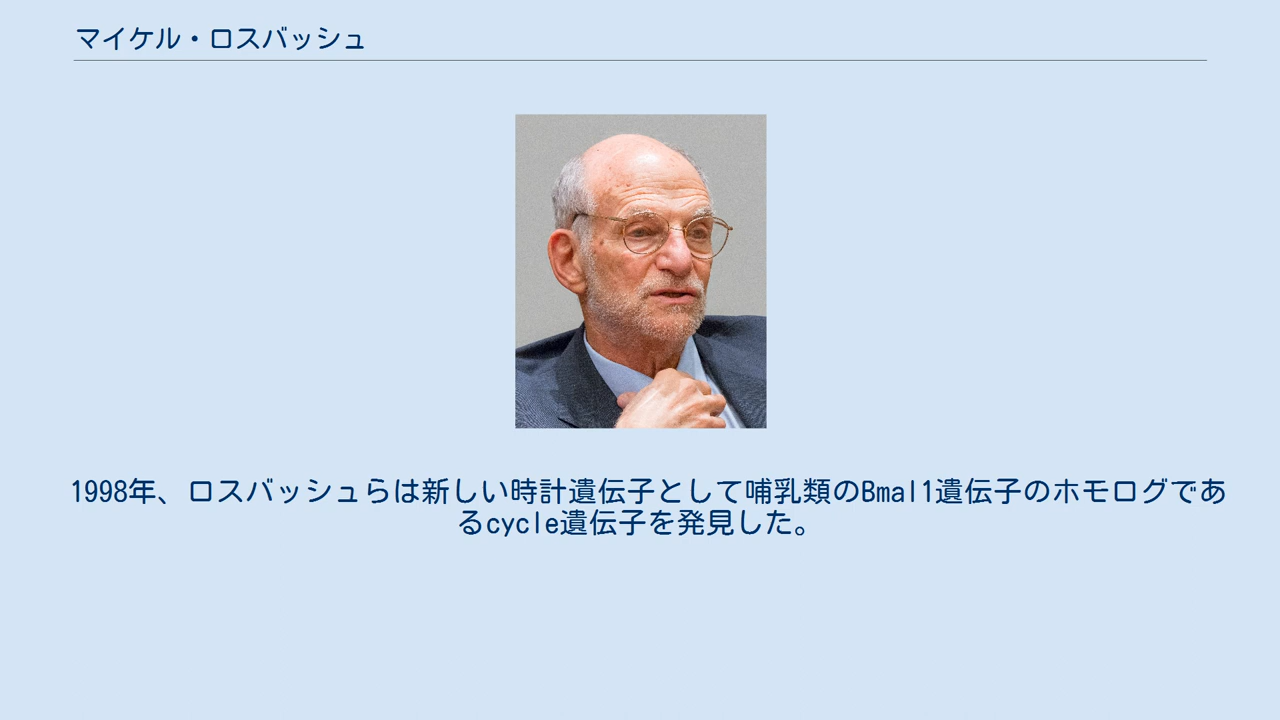 マイケル・ロスバッシュ
1998年、ロスバッシュらは新しい時計遺伝子として哺乳類のBmal1遺伝子のホモログであ
るcycle遺伝子を発見した。